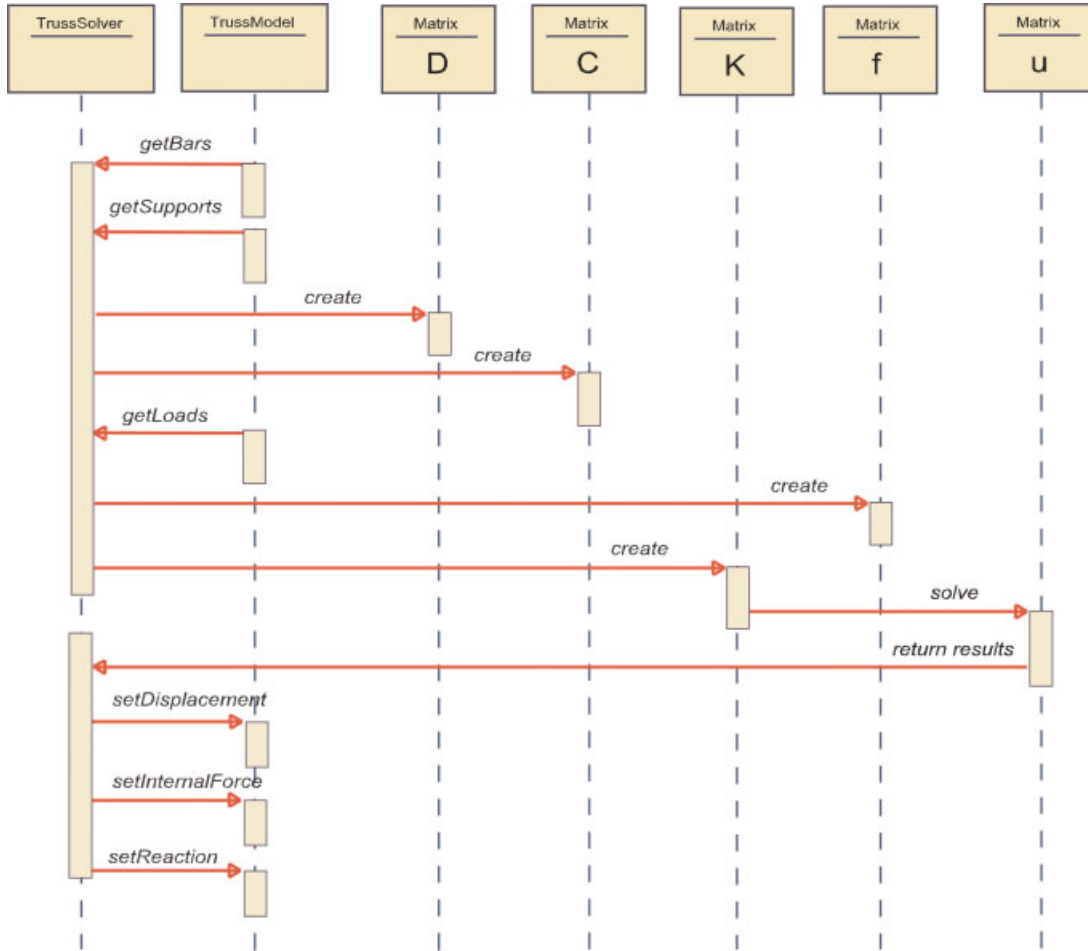 TrussSolver
TrussModel
Matrix
D
Matrix
C
Matrix
K
Matrix
f
Matrix
u
getBars
getSupports
create
create
getLoads
create
create
solve
return results
setDisplacement
setInternalForce
setReaction